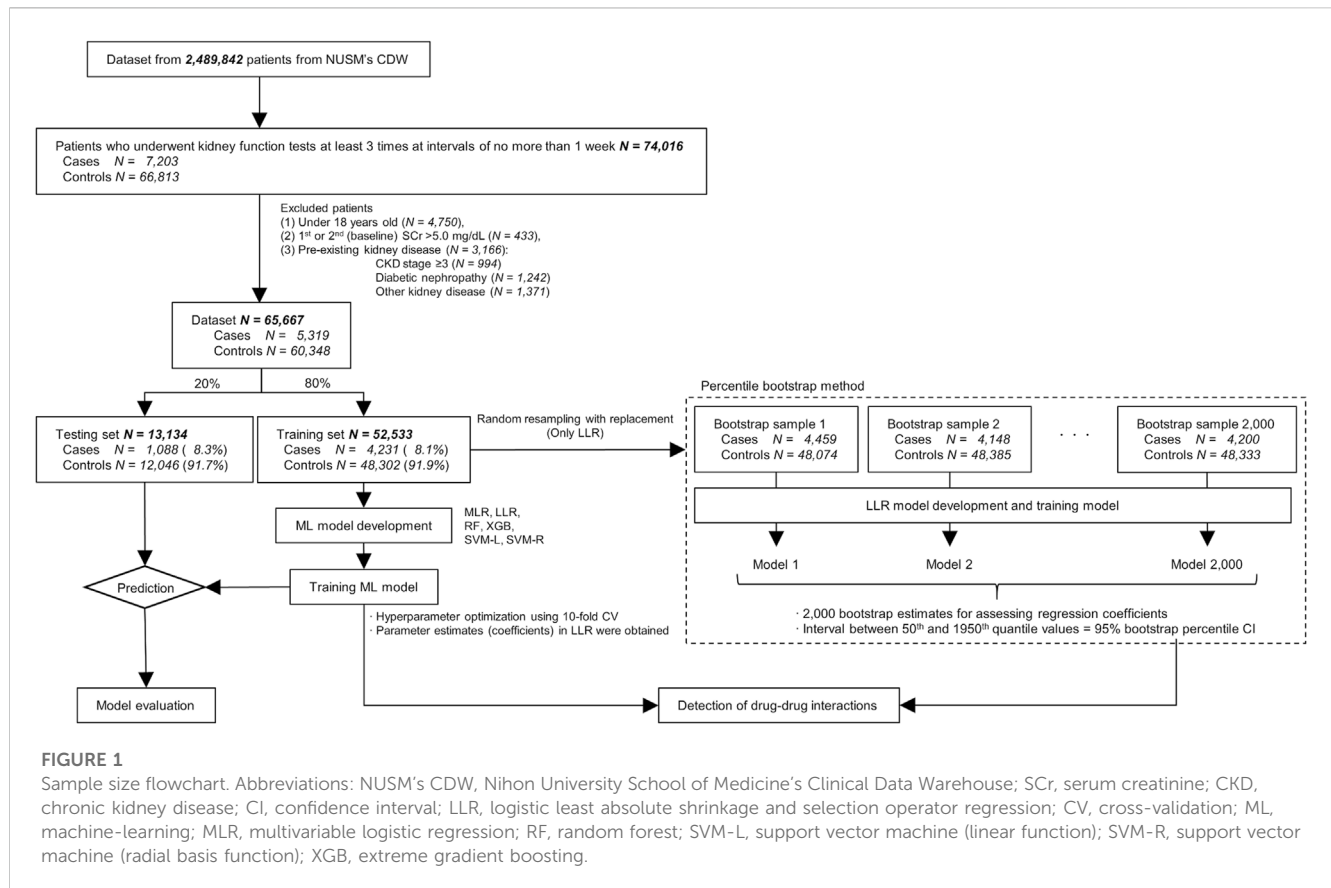 Dataset from 2,489,842 patients from NUSM's CDW
Patients who underwent kidney function tests at least 3 times at intervals of no more than 1 week N = 74,016
Cases N = 7,203
Controls N = 66,813
Excluded patients
(1) Under 18 years old (N = 4,750),
(2) 1st or 2nd (baseline) SCr >5.0 mg/dL (N = 433),
(3) Pre-existing kidney disease (N = 3,166):
CKD stage ≥3 (N = 994)
Diabetic nephropathy (N = 1,242)
Other kidney disease (N = 1,371)
Dataset N = 65,667
Cases N = 5,319
Controls N = 60,348
20%
80%
Testing set N = 13,134
Cases N = 1,088 ( 8.3%)
Controls N = 12,046 (91.7%)
Training set N = 52,533
Cases N = 4,231 ( 8.1%)
Controls N = 48,302 (91.9%)
Random resampling with replacement
(Only LLR)
Percentile bootstrap method
Bootstrap sample 1
Cases N = 4,459
Controls N = 48,074
Bootstrap sample 2
Cases N = 4,148
Controls N = 48,385
· · ·
Bootstrap sample 2,000
Cases N = 4,200
Controls N = 48,333
ML model development
MLR, LLR,
RF, XGB,
SVM-L, SVM-R
LLR model development and training model
Model 1
Model 2
Model 2,000
Prediction
Training ML model
· Hyperparameter optimization using 10-fold CV
· Parameter estimates (coefficients) in LLR were obtained
· 2,000 bootstrap estimates for assessing regression coefficients
· Interval between 50th and 1950th quantile values = 95% bootstrap percentile CI
Model evaluation
Detection of drug-drug interactions
FIGURE 1
Sample size flowchart. Abbreviations: NUSM's CDW, Nihon University School of Medicine's Clinical Data Warehouse; SCr, serum creatinine; CKD,
chronic kidney disease; CI, confidence interval; LLR, logistic least absolute shrinkage and selection operator regression; CV, cross-validation; ML,
machine-learning; MLR, multivariable logistic regression; RF, random forest; SVM-L, support vector machine (linear function); SVM-R, support vector
machine (radial basis function); XGB, extreme gradient boosting.